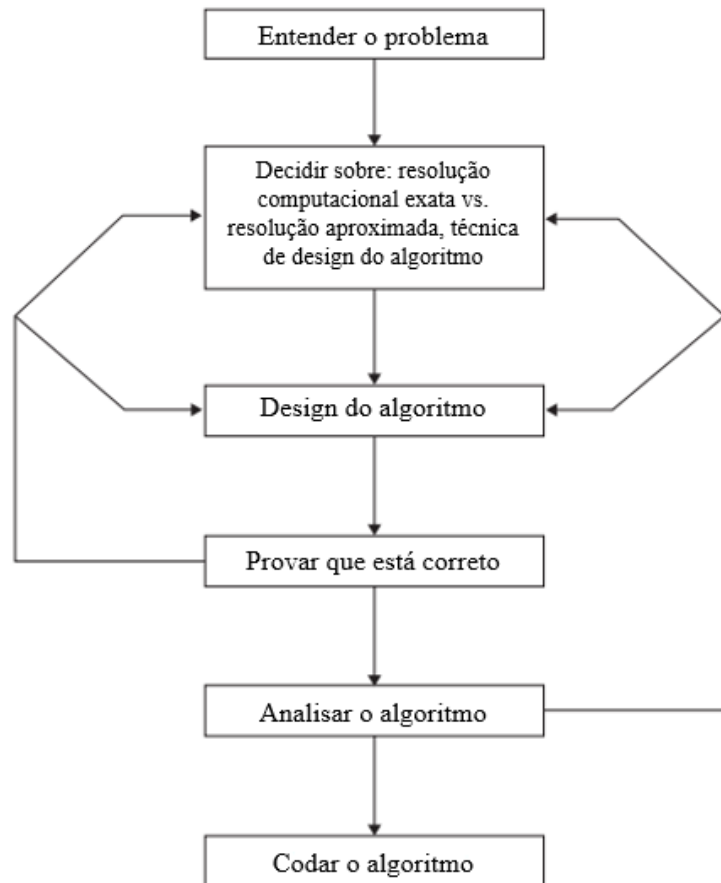 Entender o problema
Decidir sobre: resolução
computacional exata vs.
resolução aproximada, técnica
de design do algoritmo
Design do algoritmo
Provar que está correto
Analisar o algoritmo
Codar o algoritmo